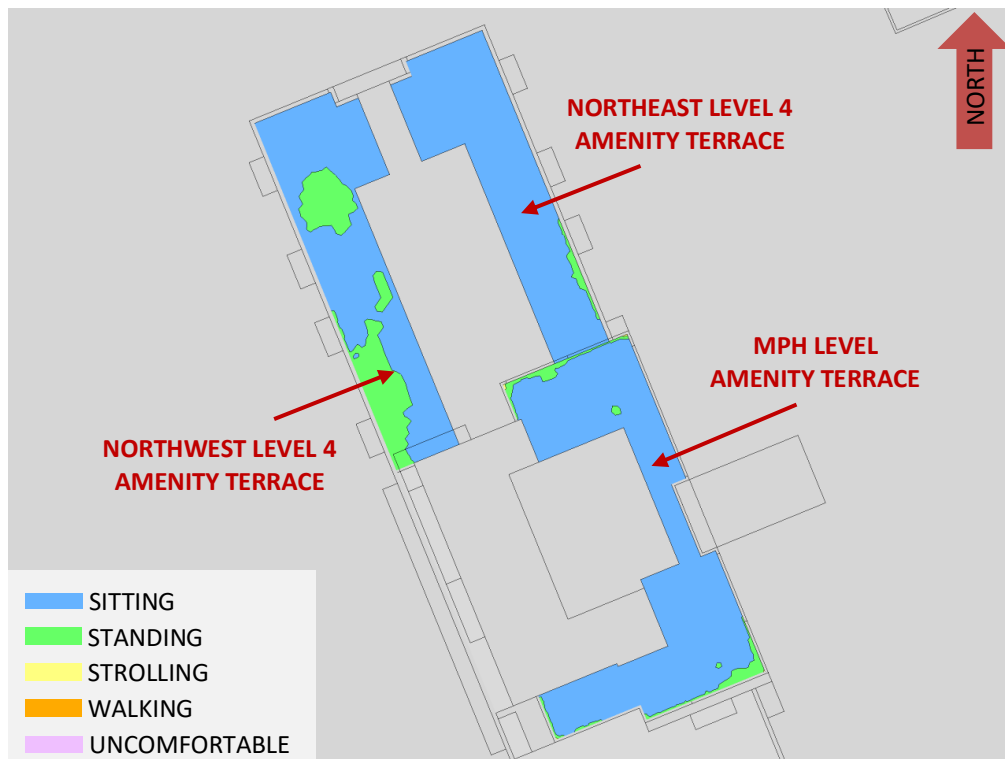 NORTH
NORTHEAST LEVEL 4
AMENITY TERRACE
MPH LEVEL
AMENITY TERRACE
NORTHWEST LEVEL 4
AMENITY TERRACE
SITTING
STANDING
STROLLING
WALKING
UNCOMFORTABLE